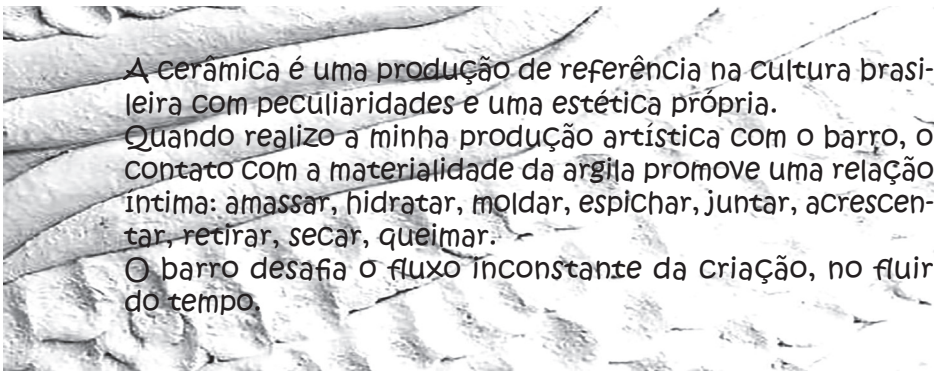 A cerâmica é uma produção de referência na cultura brasi-
leira com peculiaridades e uma estética própria.
Quando realizo a minha produção artística com o barro, o
contato com a materialidade da argila promove uma relação
íntima: amassar, hidratar, moldar, espichar, juntar, acrescen-
tar, retirar, secar, queimar.
O barro desafia o fluxo inconstante da criação, no fluir
do tempo.